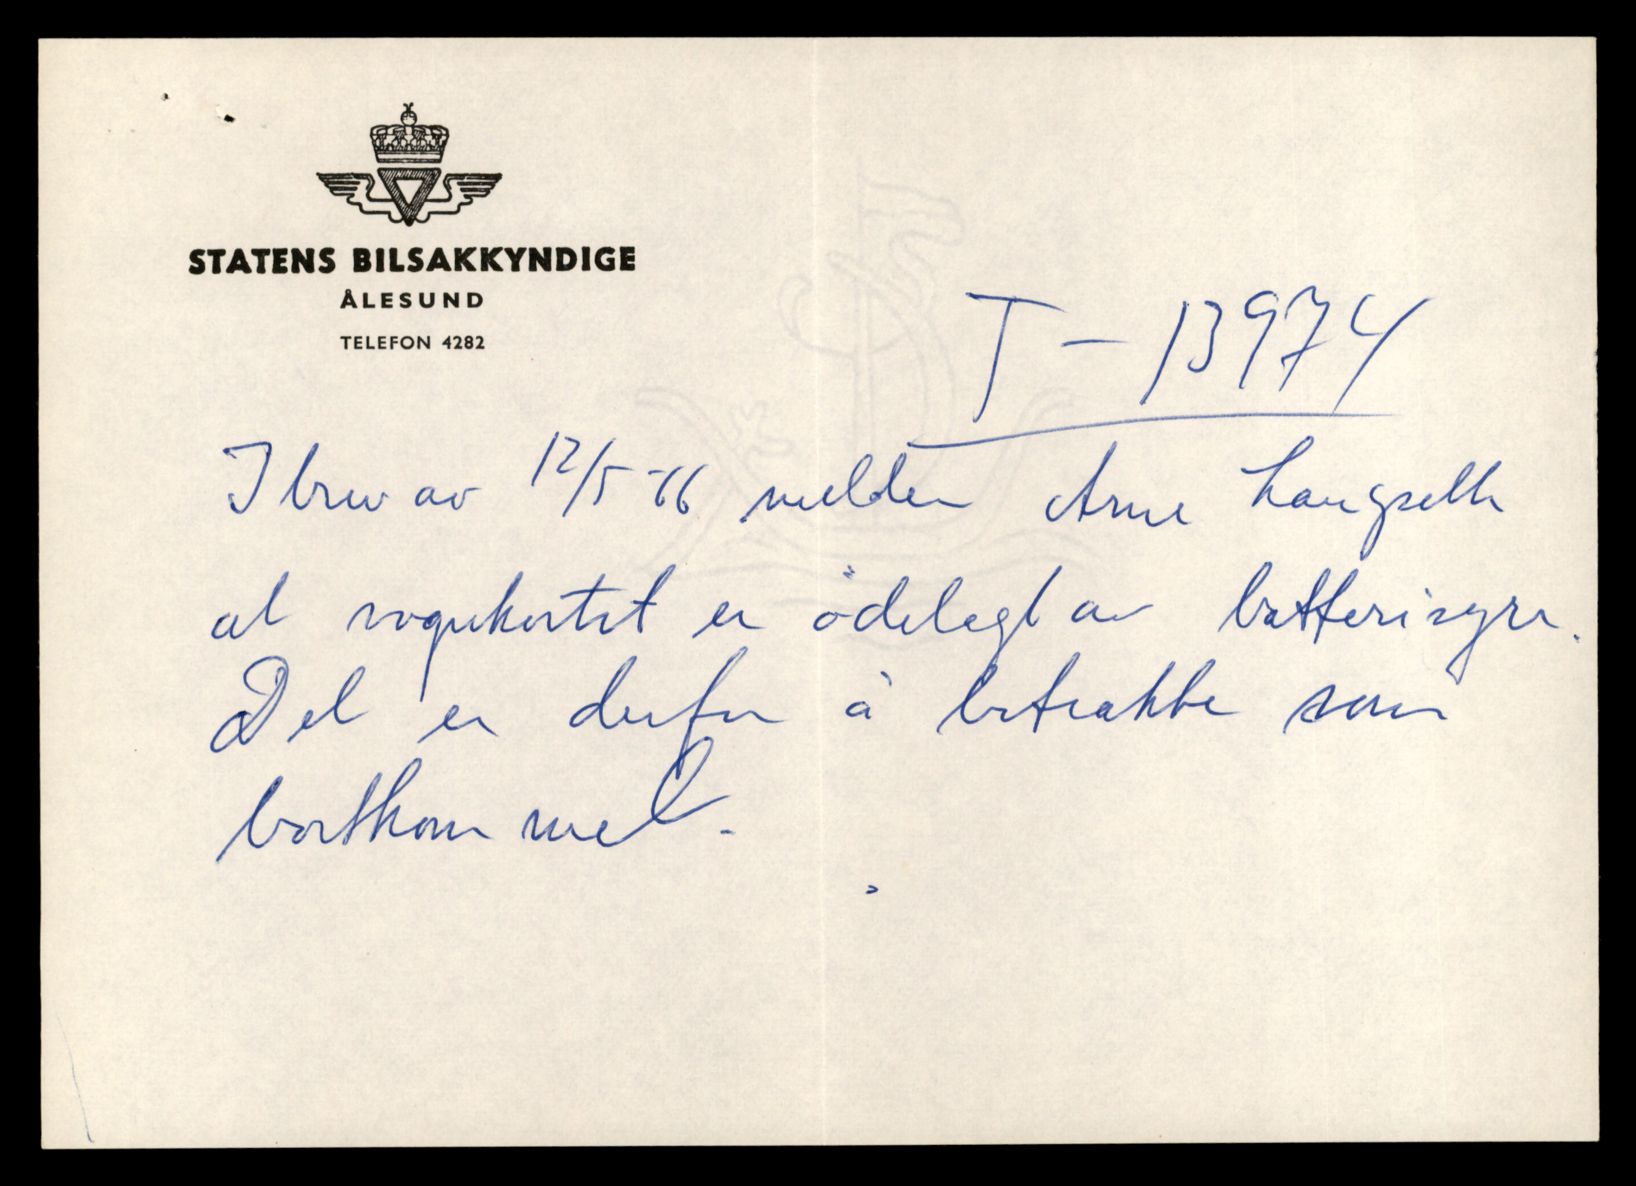 STATENS BILSAKKYNDIGE
ÅLESUND
TELEFON 4282
T - 13974
I brev av 12/5-66 melder Arne Langseth
at vognkortet er ödelagt av batterisyre.
Det er derfor å betrakte som
bortkommet.